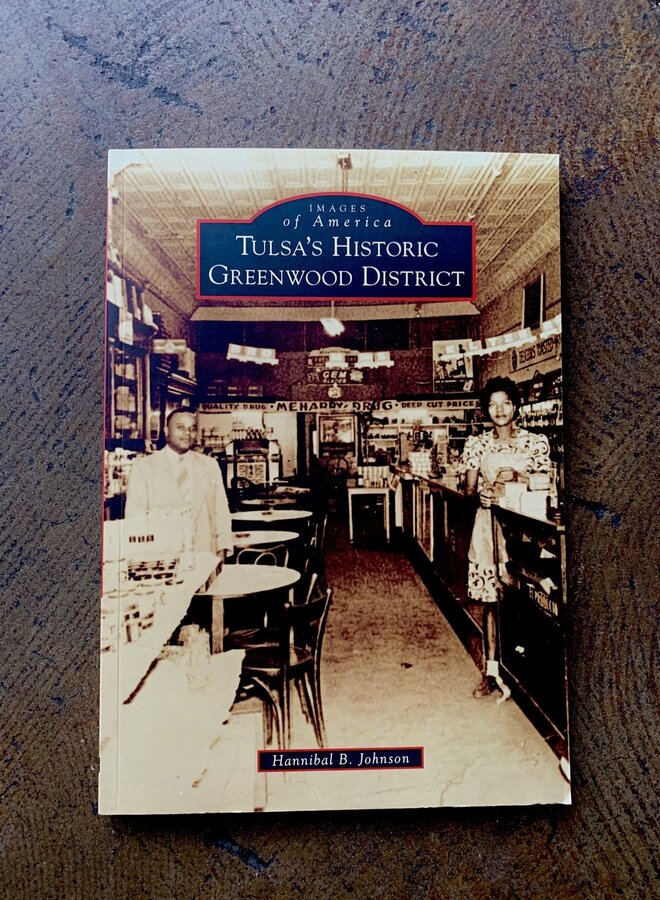 IMAGES
of America
TULSA'S HISTORIC
GREENWOOD DISTRICT
GEM
QUALITY DRUG · MEHARRY DRUG · DEEP CUT PRICES
Hannibal B. Johnson